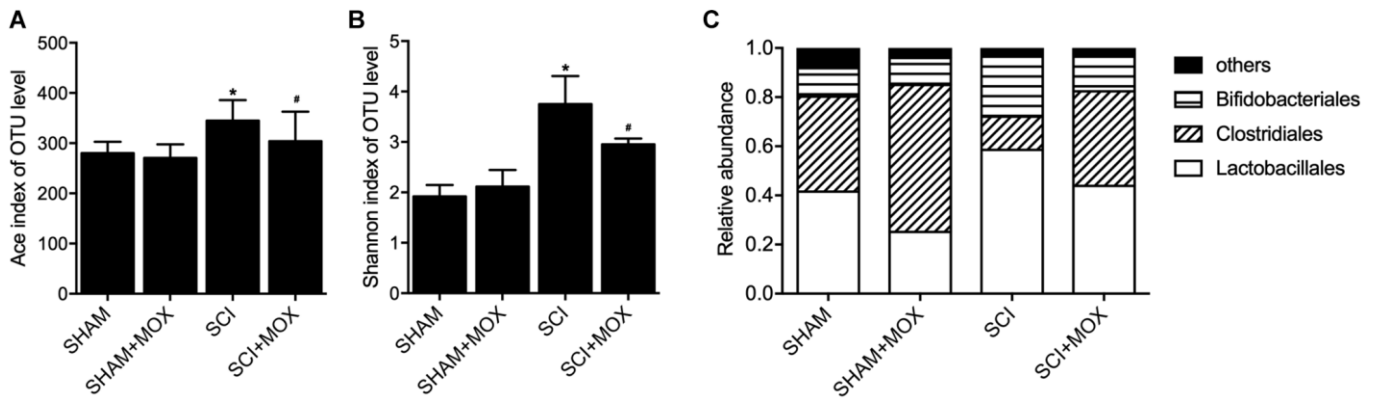 A
Ace index of OTU level
500
400
300
200
100
0
*
#
SHAM
SHAM+MOX
SCI
SCI+MOX
B
Shannon index of OTU level
5
4
3
2
1
0
*
#
SHAM
SHAM+MOX
SCI
SCI+MOX
C
Relative abundance
1.0
0.8
0.6
0.4
0.2
0.0
SHAM
SHAM+MOX
SCI
SCI+MOX
others
Bifidobacteriales
Clostridiales
Lactobacillales